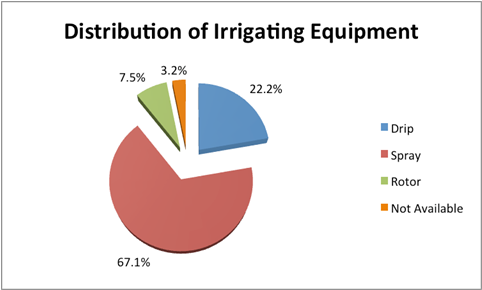 Distribution of Irrigating Equipment
3.2%
7.5%
22.2%
Drip
Spray
Rotor
Not Available
67.1%